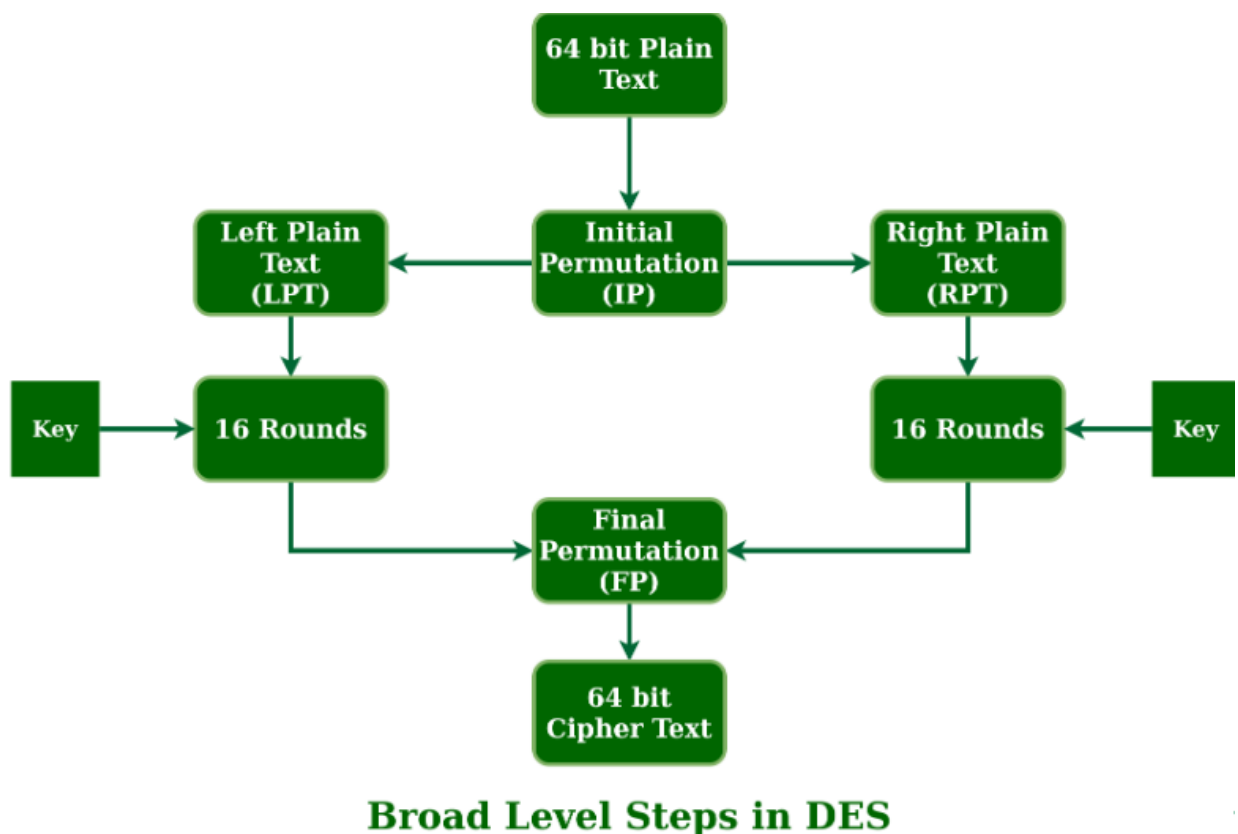 64 bit Plain
Text
Left Plain
Text
(LPT)
Initial
Permutation
(IP)
Right Plain
Text
(RPT)
Key
16 Rounds
16 Rounds
Key
Final
Permutation
(FP)
64 bit
Cipher Text
Broad Level Steps in DES